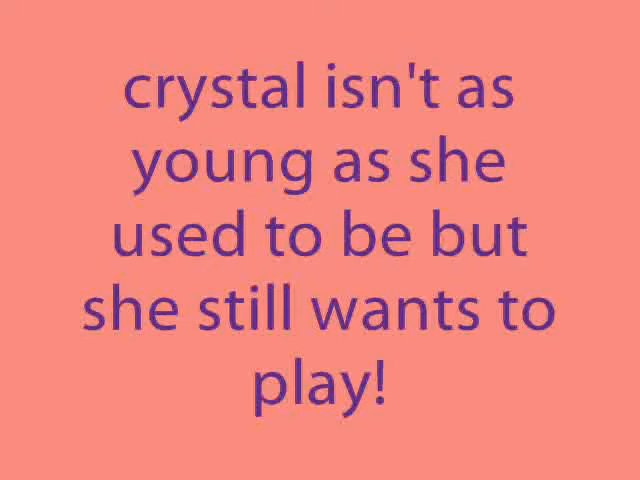 crystal isn't as
young as she
used to be but
she still wants to
play!